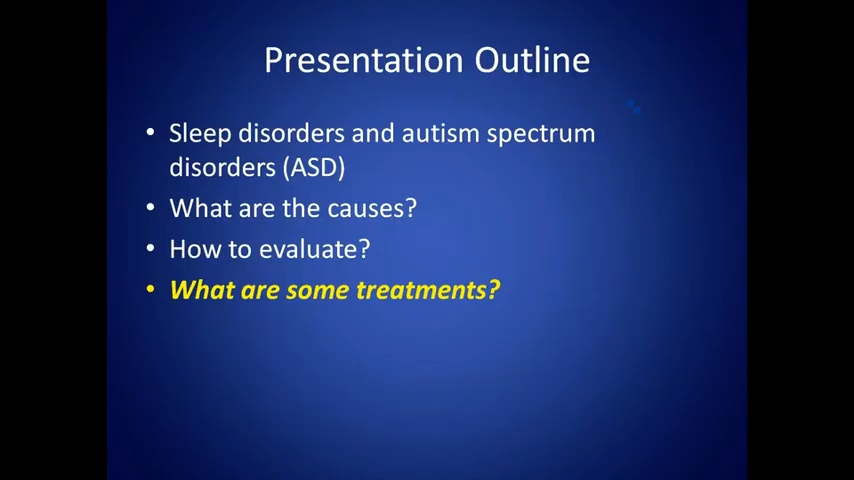 Presentation Outline
• Sleep disorders and autism spectrum
disorders (ASD)
• What are the causes?
• How to evaluate?
• What are some treatments?